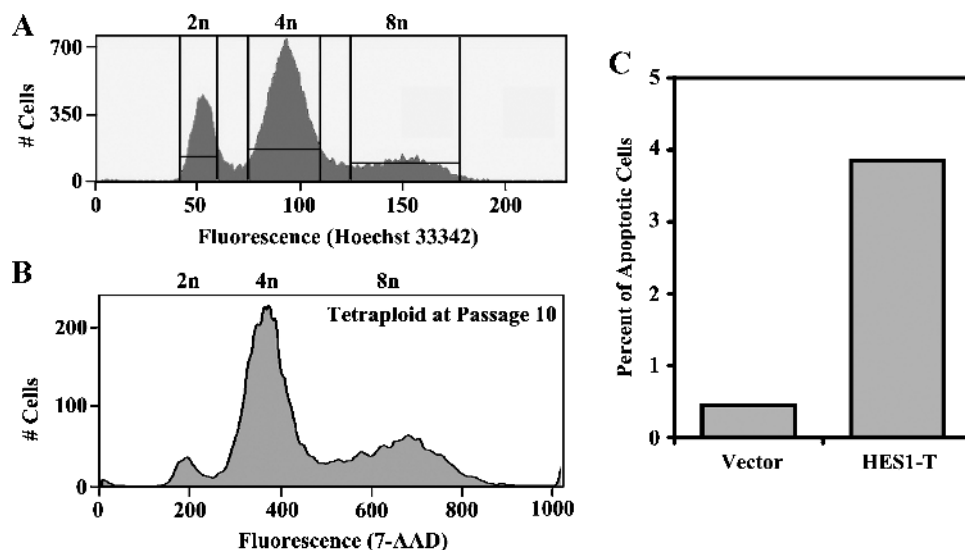 A
2n 4n 8n
700
350
0
# Cells
0 50 100 150 200
Fluorescence (Hoechst 33342)
B
2n 4n 8n
Tetraploid at Passage 10
200
100
0
# Cells
0 200 400 600 800 1000
Fluorescence (7-AAD)
C
5
4
3
2
1
0
Percent of Apoptotic Cells
Vector HES1-T